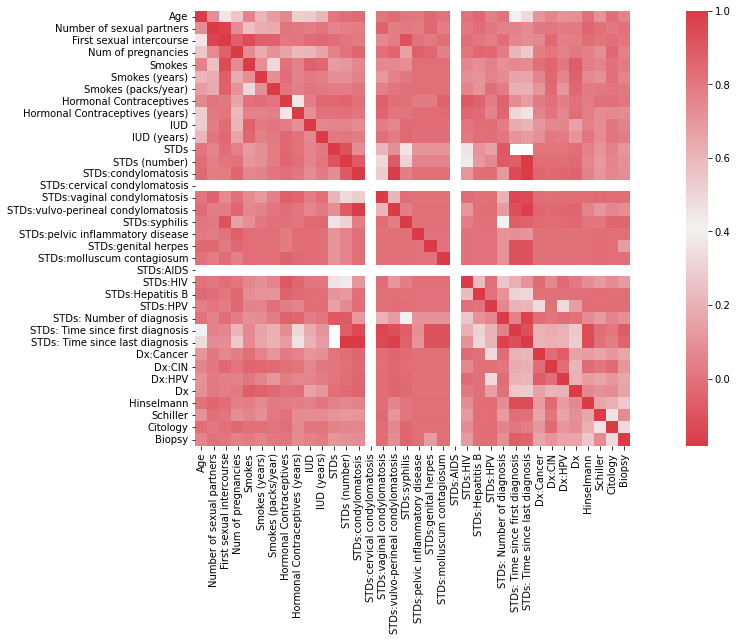 Age
Number of sexual partners
First sexual intercourse
Num of pregnancies
Smokes
Smokes (years)
Smokes (packs/year)
Hormonal Contraceptives
Hormonal Contraceptives (years)
IUD
IUD (years)
STDs
STDs (number)
STDs:condylomatosis
STDs:cervical condylomatosis
STDs:vaginal condylomatosis
STDs:vulvo-perineal condylomatosis
STDs:syphilis
STDs:pelvic inflammatory disease
STDs:genital herpes
STDs:molluscum contagiosum
STDs:AIDS
STDs:HIV
STDs:Hepatitis B
STDs:HPV
STDs: Number of diagnosis
STDs: Time since first diagnosis
STDs: Time since last diagnosis
Dx:Cancer
Dx:CIN
Dx:HPV
Dx
Hinselmann
Schiller
Citology
Biopsy
Age
Number of sexual partners
First sexual intercourse
Num of pregnancies
Smokes
Smokes (years)
Smokes (packs/year)
Hormonal Contraceptives
Hormonal Contraceptives (years)
IUD
IUD (years)
STDs
STDs (number)
STDs:condylomatosis
STDs:cervical condylomatosis
STDs:vaginal condylomatosis
STDs:vulvo-perineal condylomatosis
STDs:syphilis
STDs:pelvic inflammatory disease
STDs:genital herpes
STDs:molluscum contagiosum
STDs:AIDS
STDs:HIV
STDs:Hepatitis B
STDs:HPV
STDs: Number of diagnosis
STDs: Time since first diagnosis
STDs: Time since last diagnosis
Dx:Cancer
Dx:CIN
Dx:HPV
Dx
Hinselmann
Schiller
Citology
Biopsy
1.0
0.8
0.6
0.4
0.2
0.0